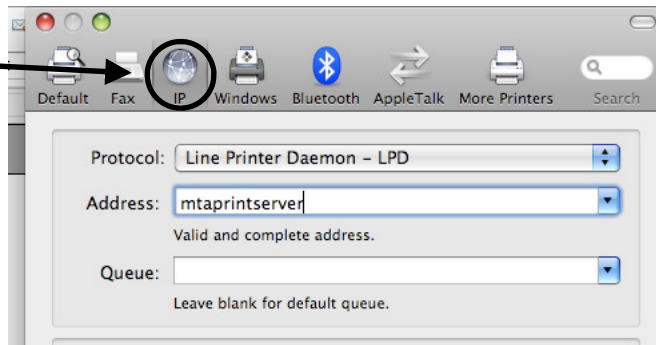 Default Fax IP Windows Bluetooth AppleTalk More Printers Search
Protocol: Line Printer Daemon – LPD
Address: mtaprintserver
Valid and complete address.
Queue:
Leave blank for default queue.